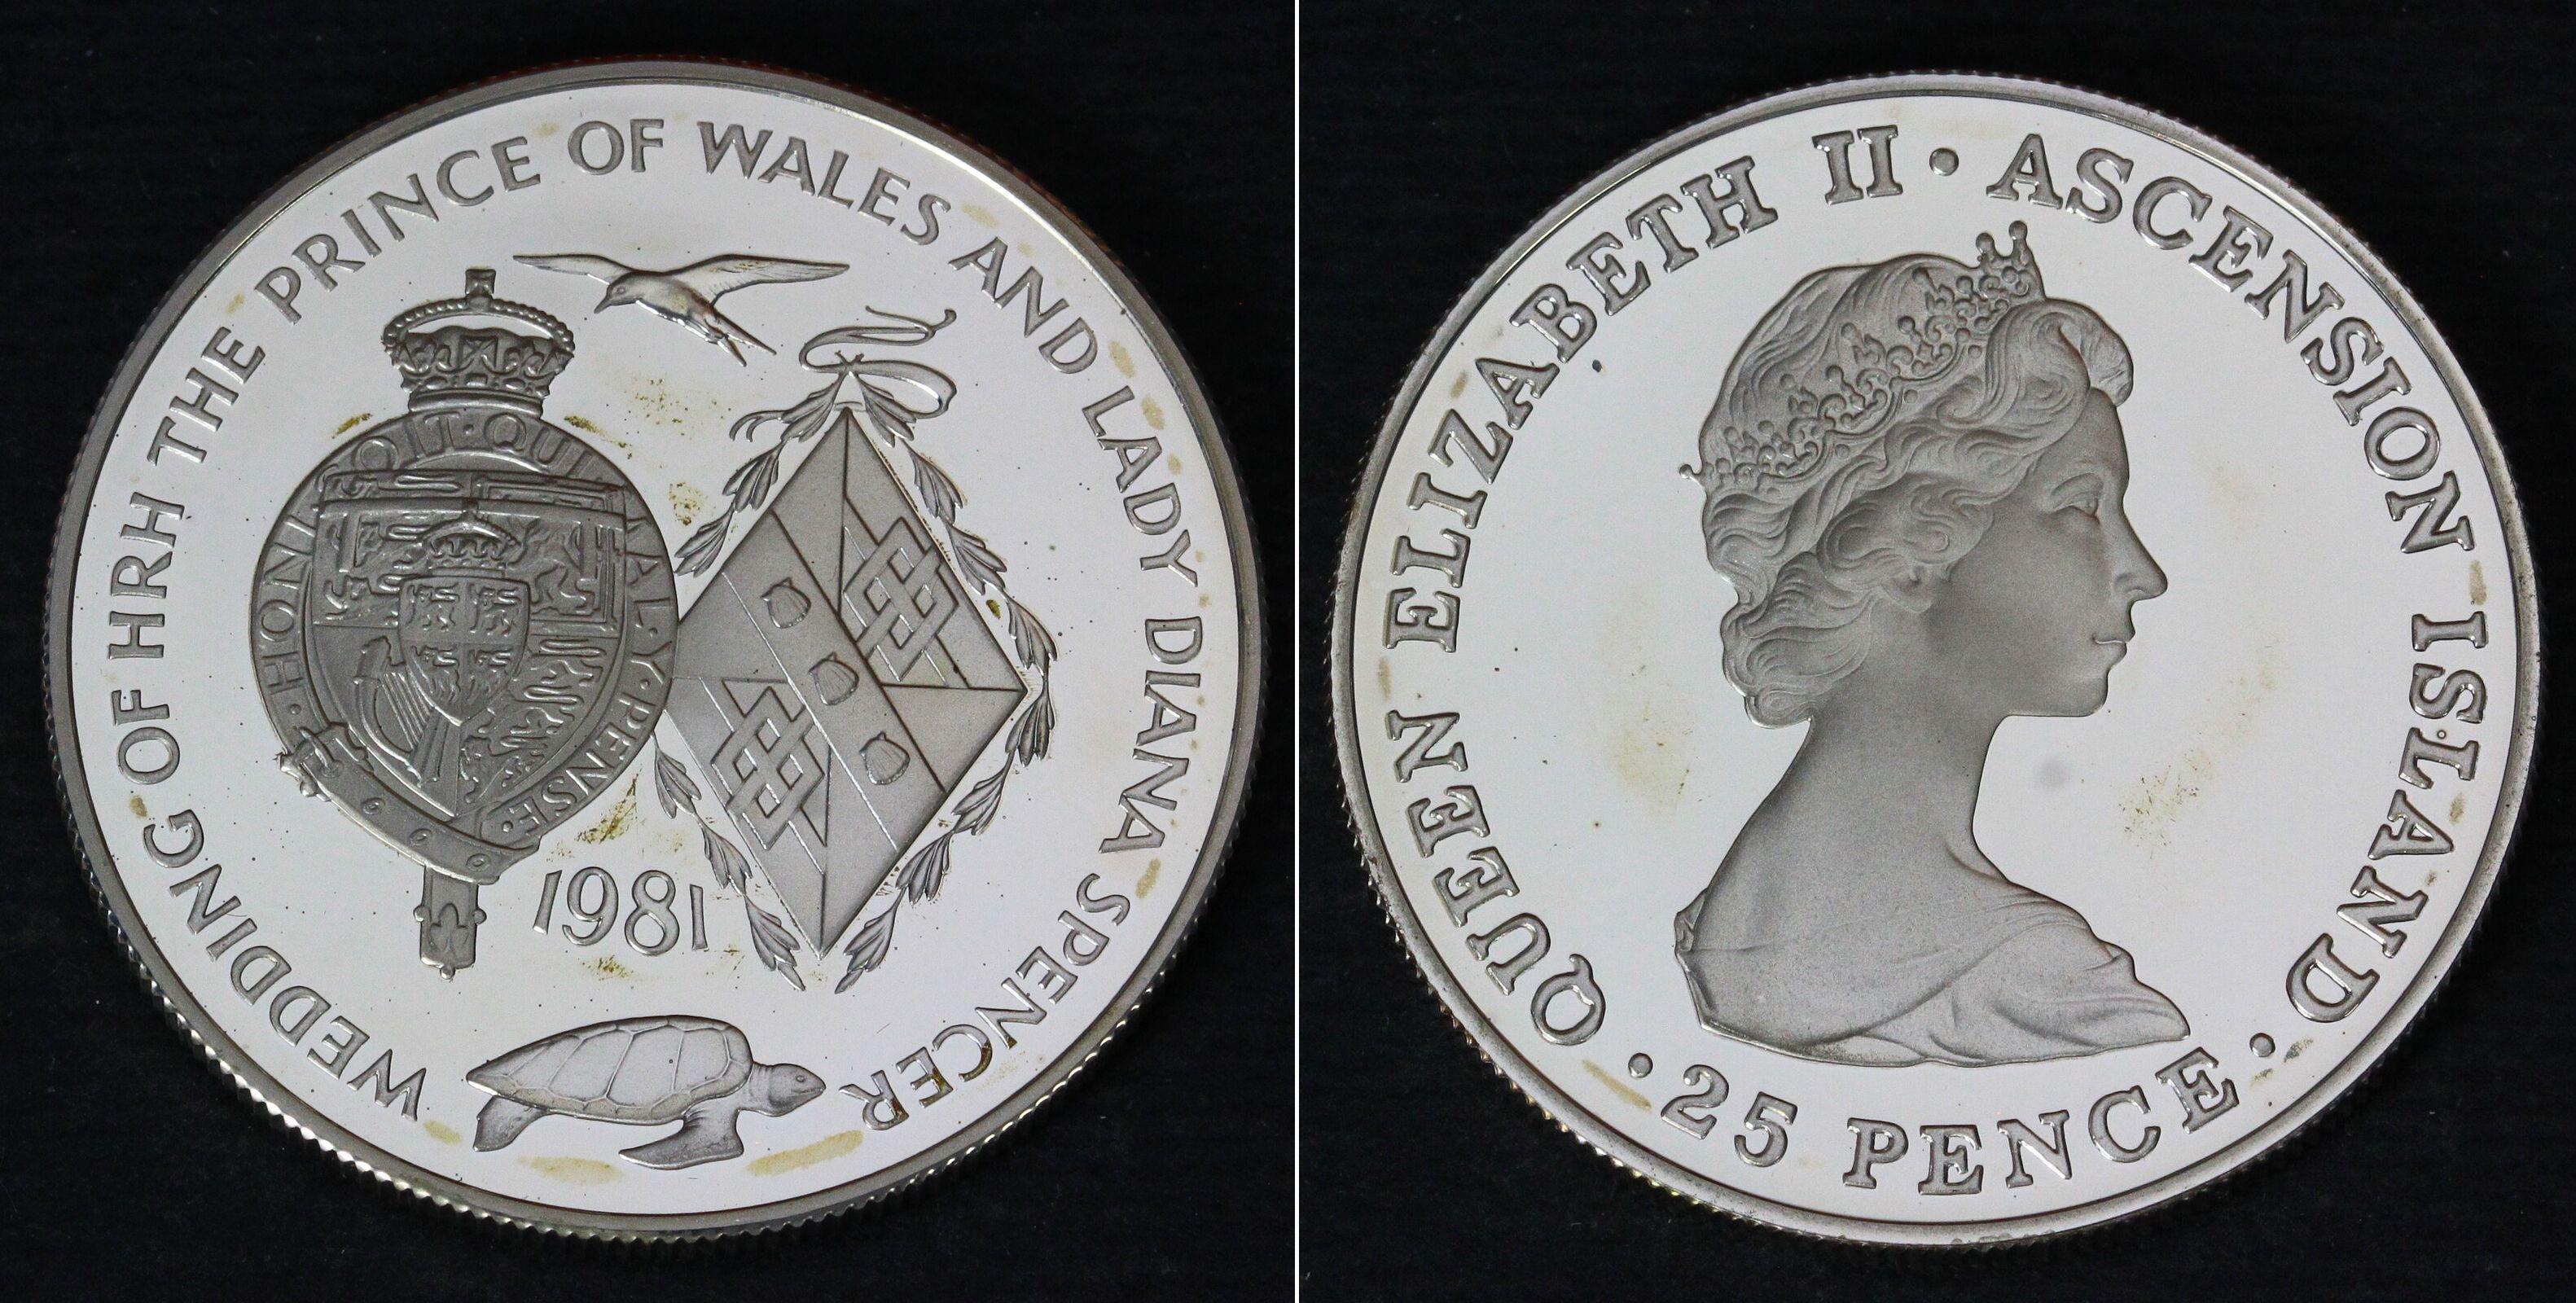 WEDDING OF HRH THE PRINCE OF WALES AND LADY DIANA SPENCER
HONI SOIT QUI MAL·Y·PENSE·
1981
QUEEN ELIZABETH II · ASCENSION ISLAND ·
· 25 PENCE ·